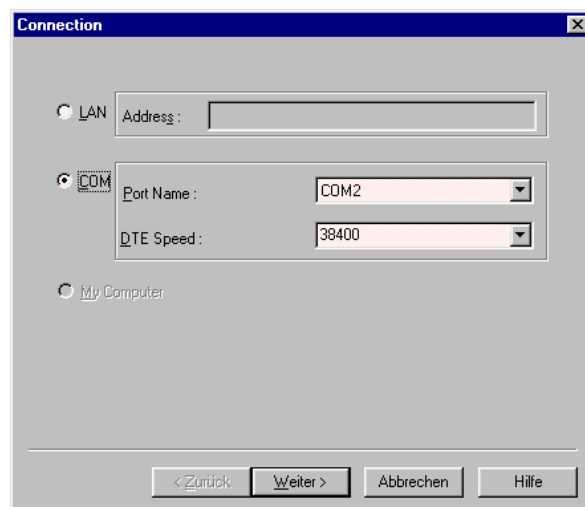 Connection
LAN Address :
COM
Port Name : COM2
DTE Speed : 38400
My Computer
< Zurück Weiter > Abbrechen Hilfe